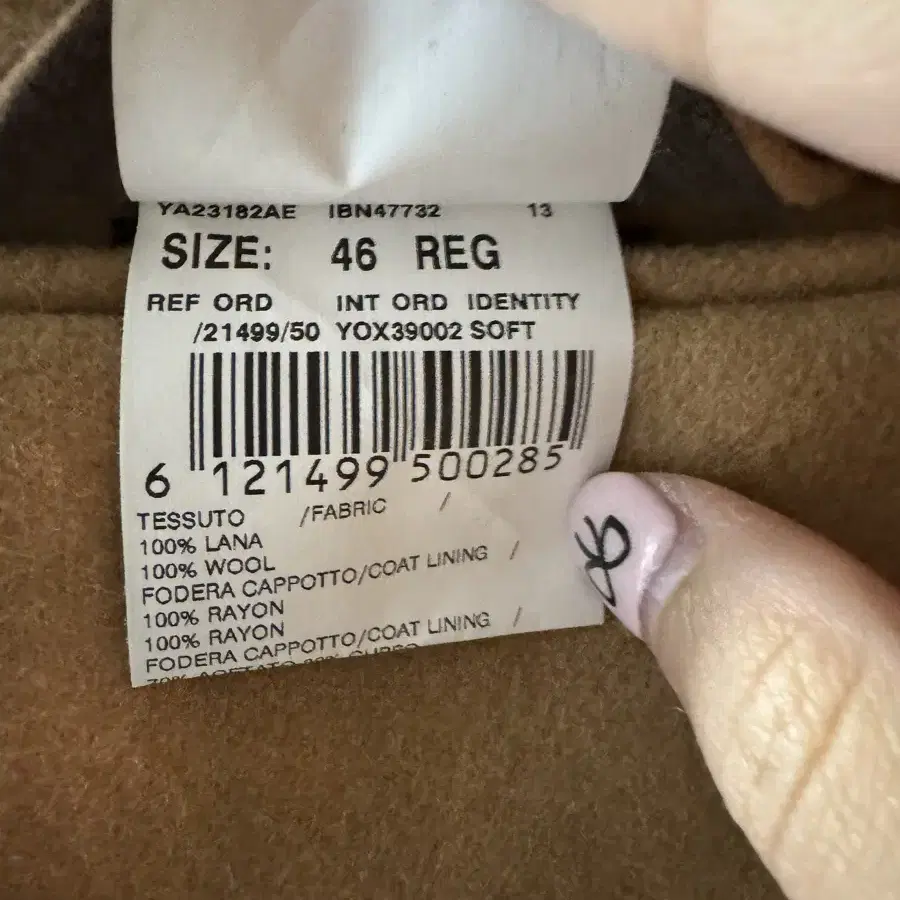 YA23182AE IBN47732 13
SIZE: 46 REG
REF ORD INT ORD IDENTITY
/21499/50 YOX39002 SOFT
6 121499 500285
TESSUTO /FABRIC /
100% LANA
100% WOOL
FODERA CAPPOTTO/COAT LINING /
100% RAYON
100% RAYON
FODERA CAPPOTTO/COAT LINING /